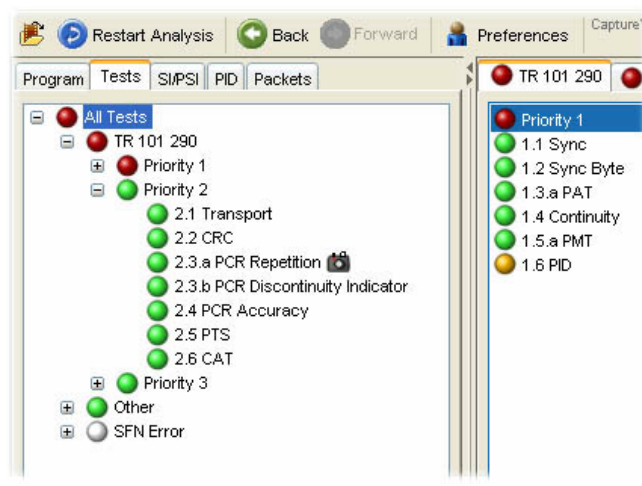 Restart Analysis Back Forward Preferences Capture
Program Tests SI/PSI PID Packets
All Tests
TR 101 290
Priority 1
Priority 2
2.1 Transport
2.2 CRC
2.3.a PCR Repetition
2.3.b PCR Discontinuity Indicator
2.4 PCR Accuracy
2.5 PTS
2.6 CAT
Priority 3
Other
SFN Error
TR 101 290
Priority 1
1.1 Sync
1.2 Sync Byte
1.3.a PAT
1.4 Continuity
1.5.a PMT
1.6 PID